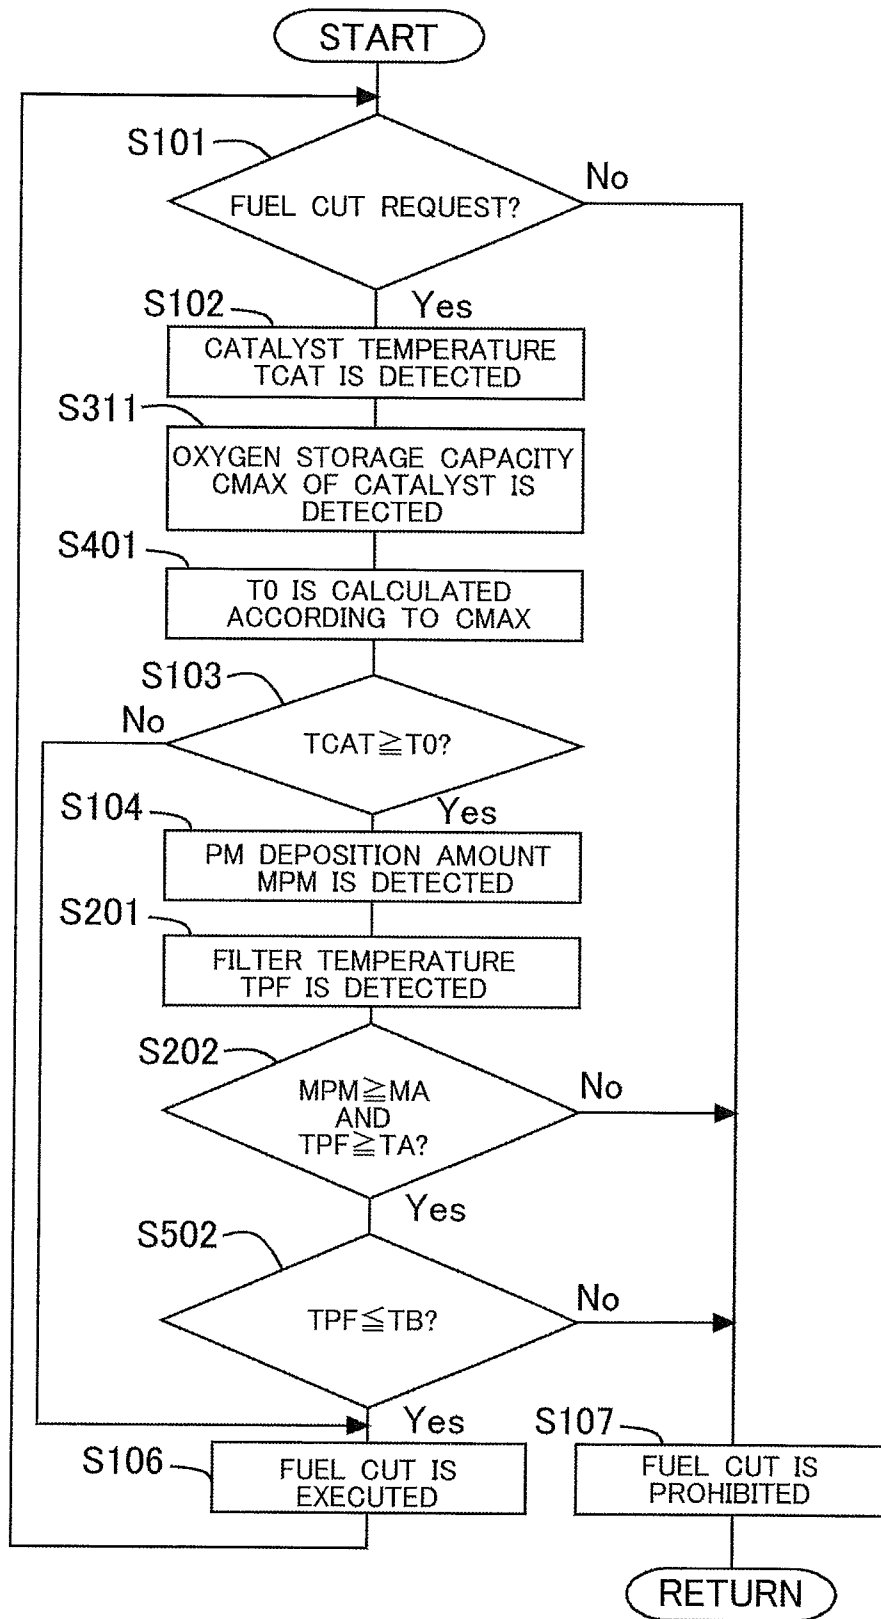 START
S101
FUEL CUT REQUEST?
No
Yes
S102
CATALYST TEMPERATURE
TCAT IS DETECTED
S311
OXYGEN STORAGE CAPACITY
CMAX OF CATALYST IS
DETECTED
S401
T0 IS CALCULATED
ACCORDING TO CMAX
S103
No
TCAT≧T0?
Yes
S104
PM DEPOSITION AMOUNT
MPM IS DETECTED
S201
FILTER TEMPERATURE
TPF IS DETECTED
S202
MPM≧MA
AND
TPF≧TA?
No
Yes
S502
TPF≦TB?
No
Yes
S106
FUEL CUT IS
EXECUTED
S107
FUEL CUT IS
PROHIBITED
RETURN